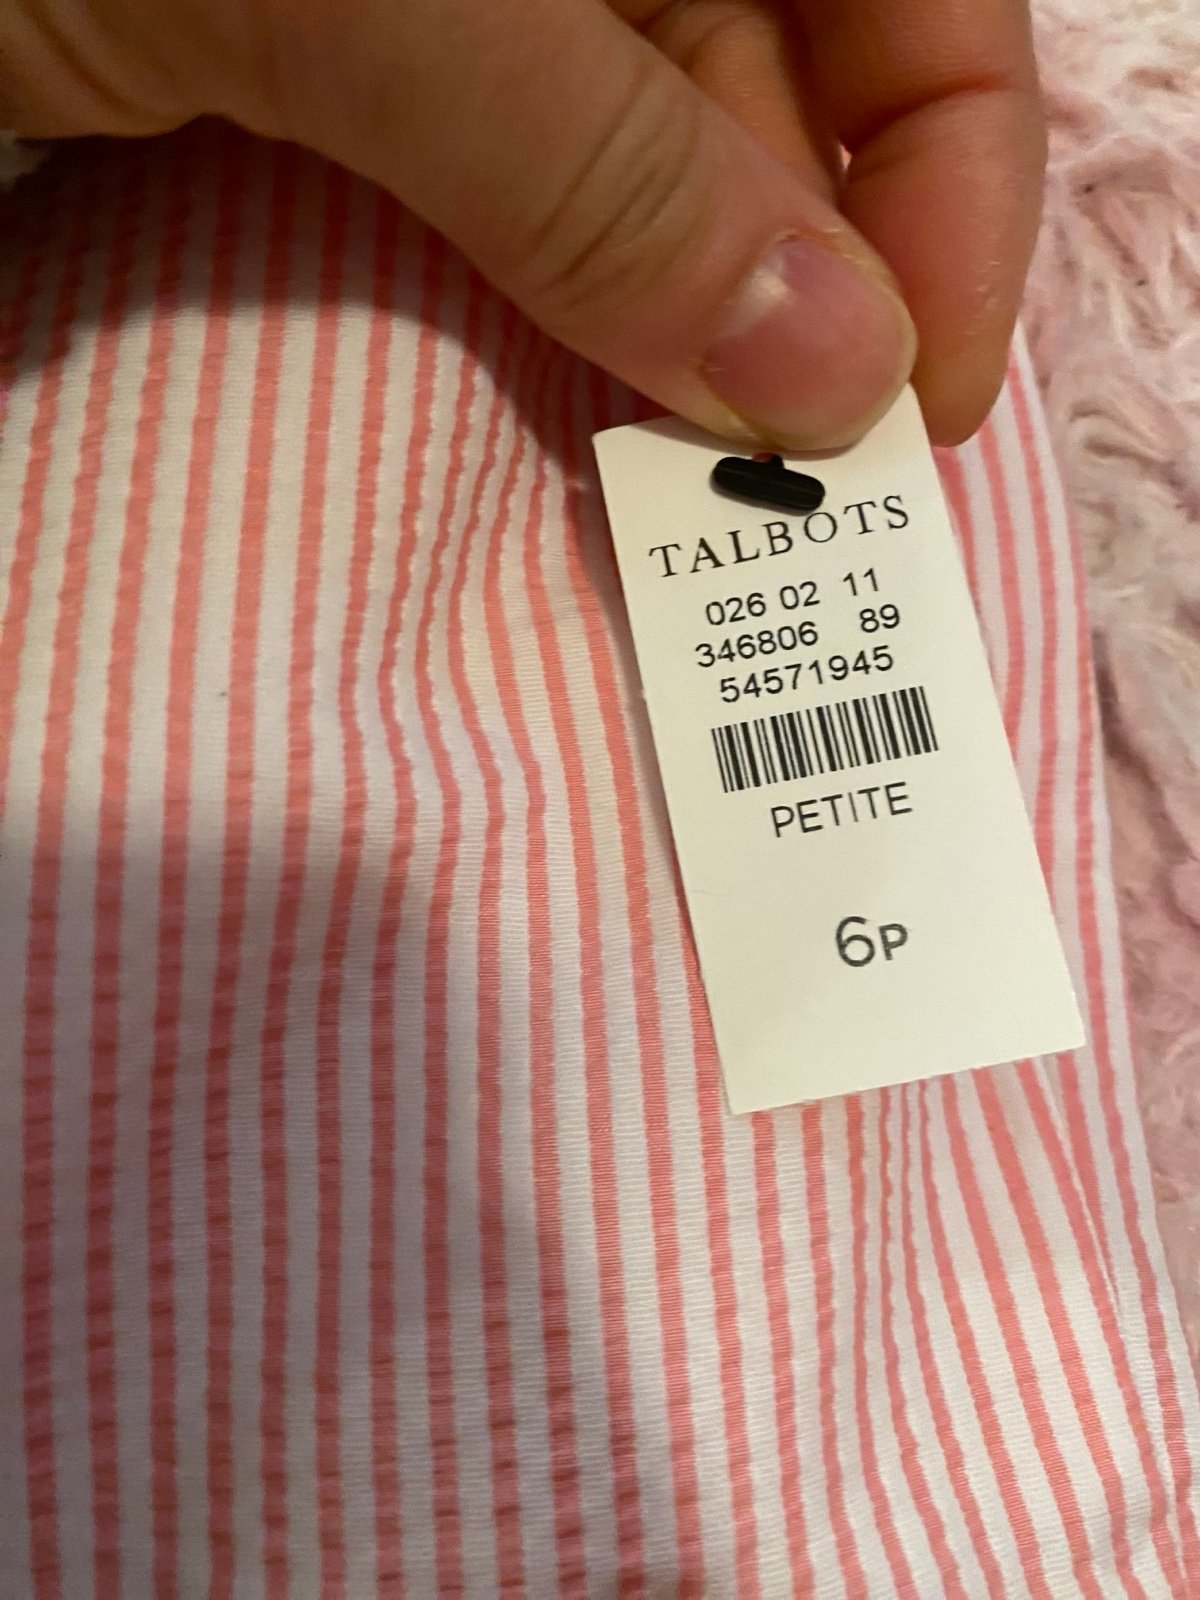 TALBOTS
026 02 11
346806 89
54571945
PETITE
6P